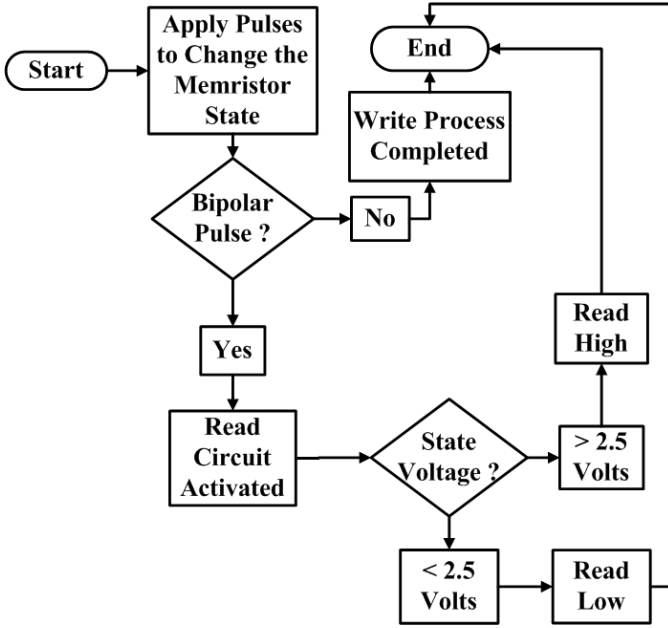 Start
Apply Pulses
to Change the
Memristor
State
End
Write Process
Completed
Bipolar
Pulse ?
No
Yes
Read
Circuit
Activated
State
Voltage ?
> 2.5
Volts
Read
High
< 2.5
Volts
Read
Low